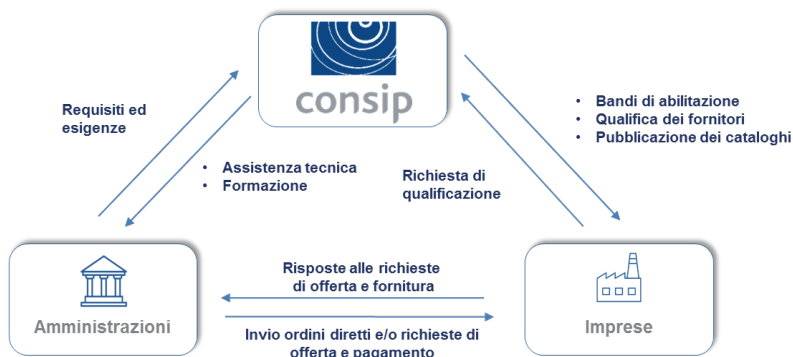 consip
Requisiti ed
esigenze
• Bandi di abilitazione
• Qualifica dei fornitori
• Pubblicazione dei cataloghi
• Assistenza tecnica
• Formazione
Richiesta di
qualificazione
Risposte alle richieste
di offerta e fornitura
Amministrazioni
Imprese
Invio ordini diretti e/o richieste di
offerta e pagamento